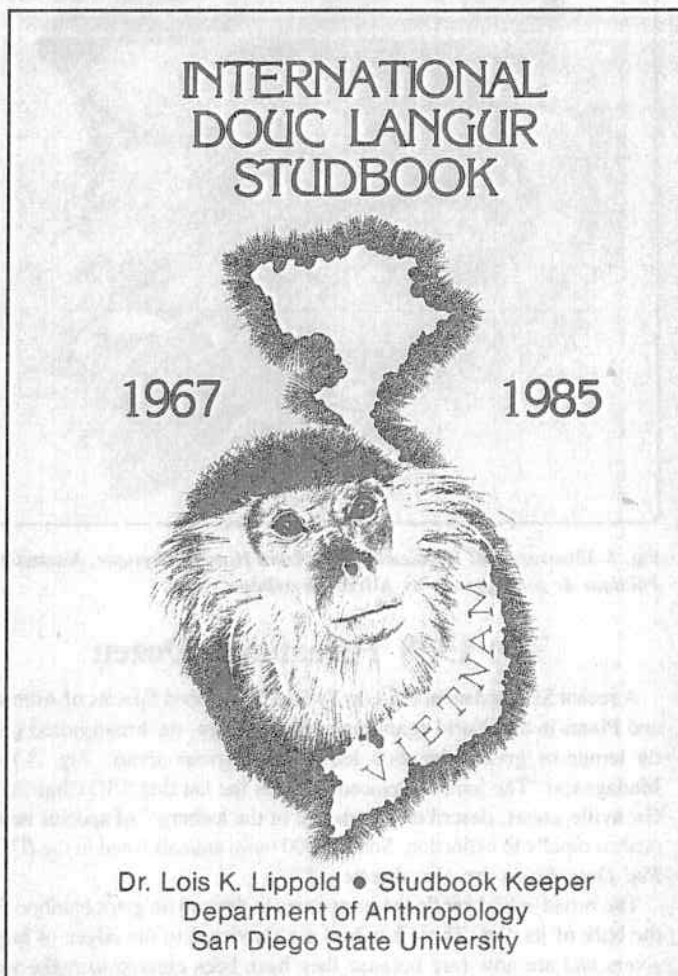 INTERNATIONAL
DOUC LANGUR
STUDBOOK
1967 1985
VIETNAM
Dr. Lois K. Lippold ● Studbook Keeper
Department of Anthropology
San Diego State University